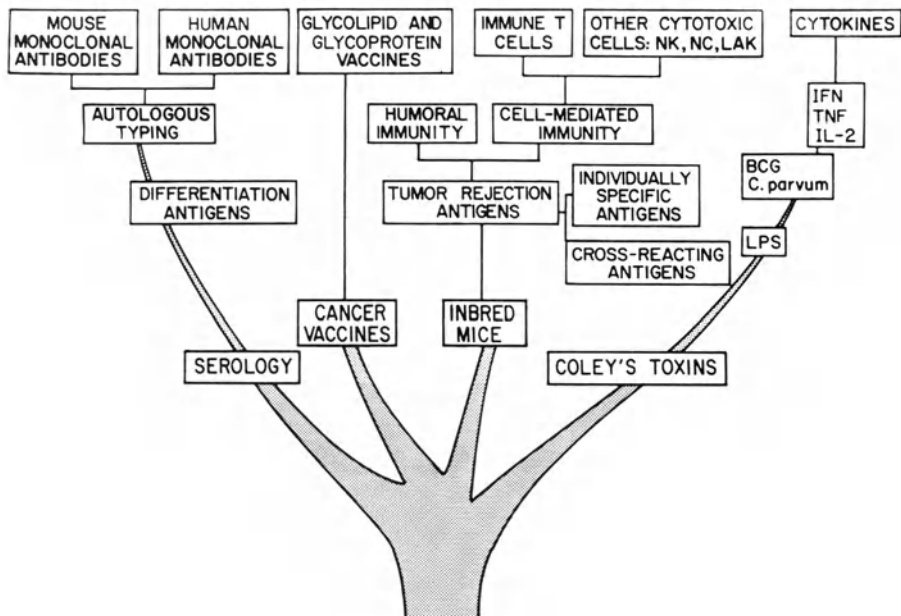 MOUSE
MONOCLONAL
ANTIBODIES
HUMAN
MONOCLONAL
ANTIBODIES
GLYCOLIPID AND
GLYCOPROTEIN
VACCINES
IMMUNE T
CELLS
OTHER CYTOTOXIC
CELLS: NK, NC, LAK
CYTOKINES
AUTOLOGOUS
TYPING
HUMORAL
IMMUNITY
CELL-MEDIATED
IMMUNITY
IFN
TNF
IL-2
BCG
C. parvum
DIFFERENTIATION
ANTIGENS
TUMOR REJECTION
ANTIGENS
INDIVIDUALLY
SPECIFIC
ANTIGENS
LPS
CROSS-REACTING
ANTIGENS
CANCER
VACCINES
INBRED
MICE
SEROLOGY
COLEY'S TOXINS